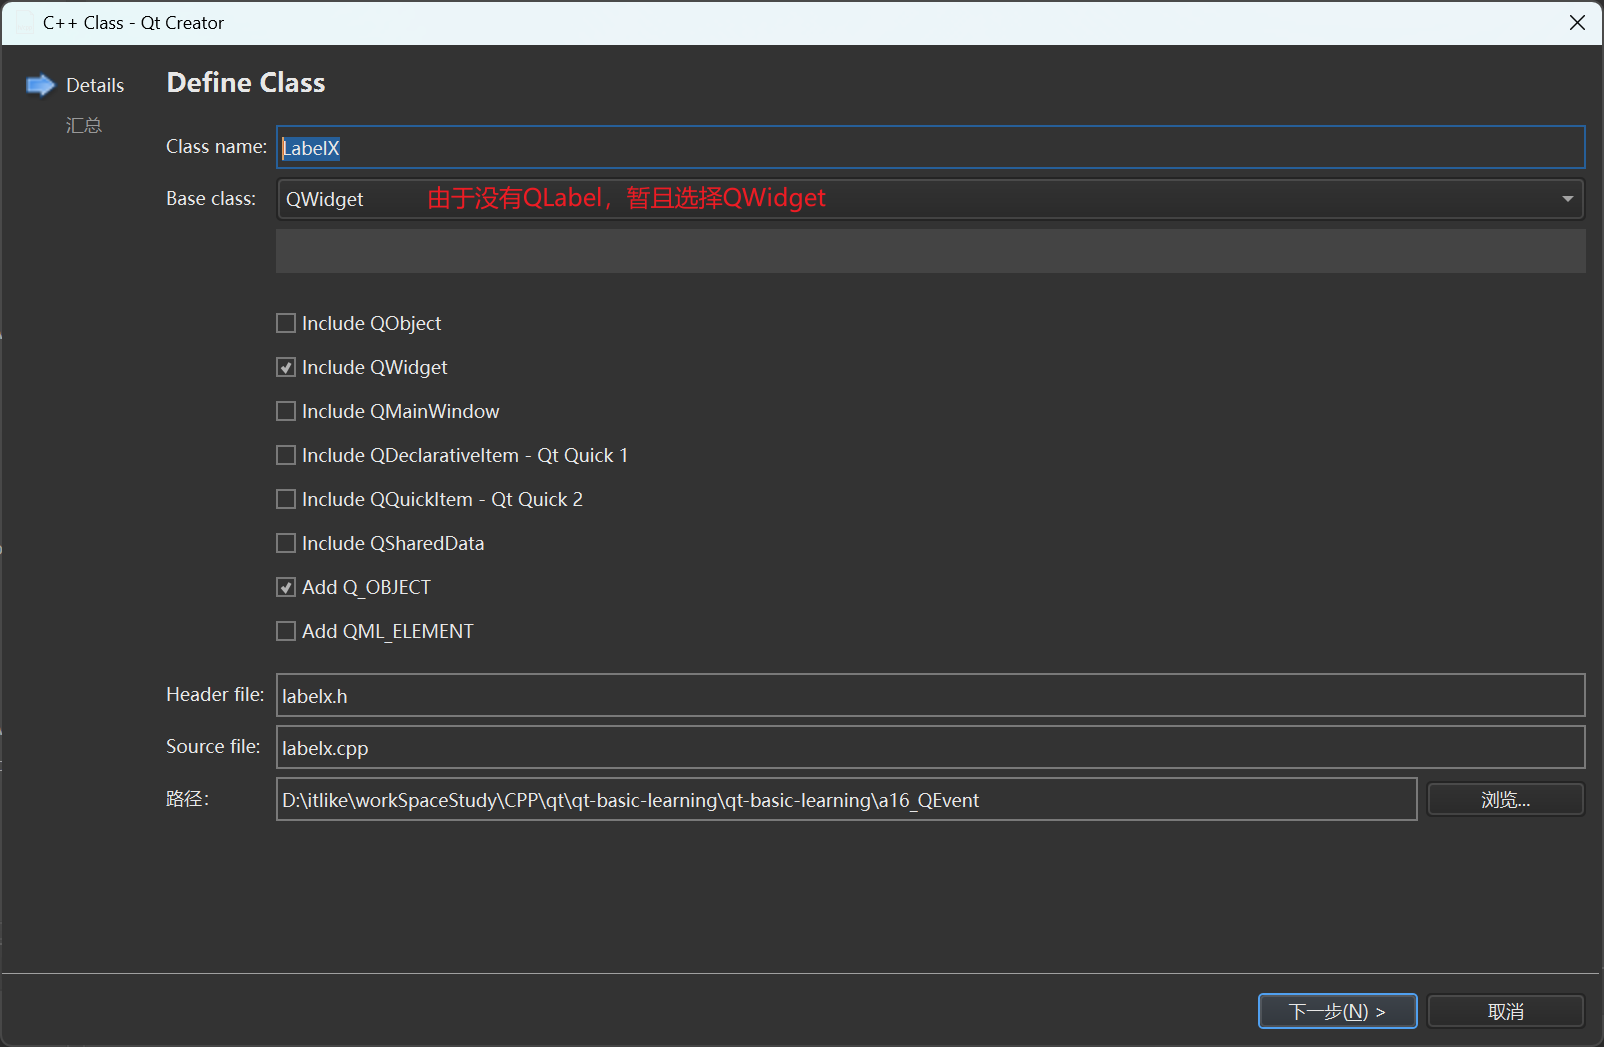 C++ Class - Qt Creator
Details
汇总
Define Class
Class name:
LabelX
Base class:
QWidget
由于没有QLabel，暂且选择QWidget
Include QObject
Include QWidget
Include QMainWindow
Include QDeclarativeItem - Qt Quick 1
Include QQuickItem - Qt Quick 2
Include QSharedData
Add Q_OBJECT
Add QML_ELEMENT
Header file:
labelx.h
Source file:
labelx.cpp
路径：
D:\itlike\workSpaceStudy\CPP\qt\qt-basic-learning\qt-basic-learning\a16_QEvent
浏览...
下一步(N) >
取消